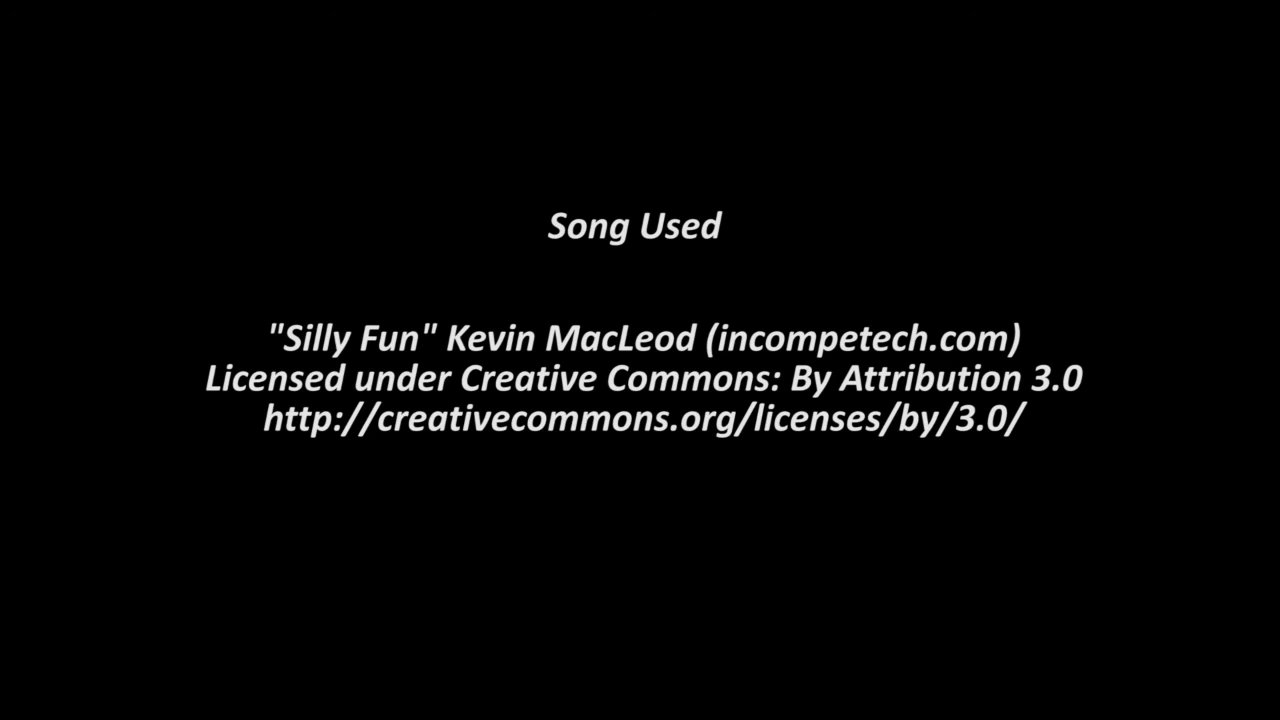 Song Used
"Silly Fun" Kevin MacLeod (incompetech.com)
Licensed under Creative Commons: By Attribution 3.0
http://creativecommons.org/licenses/by/3.0/